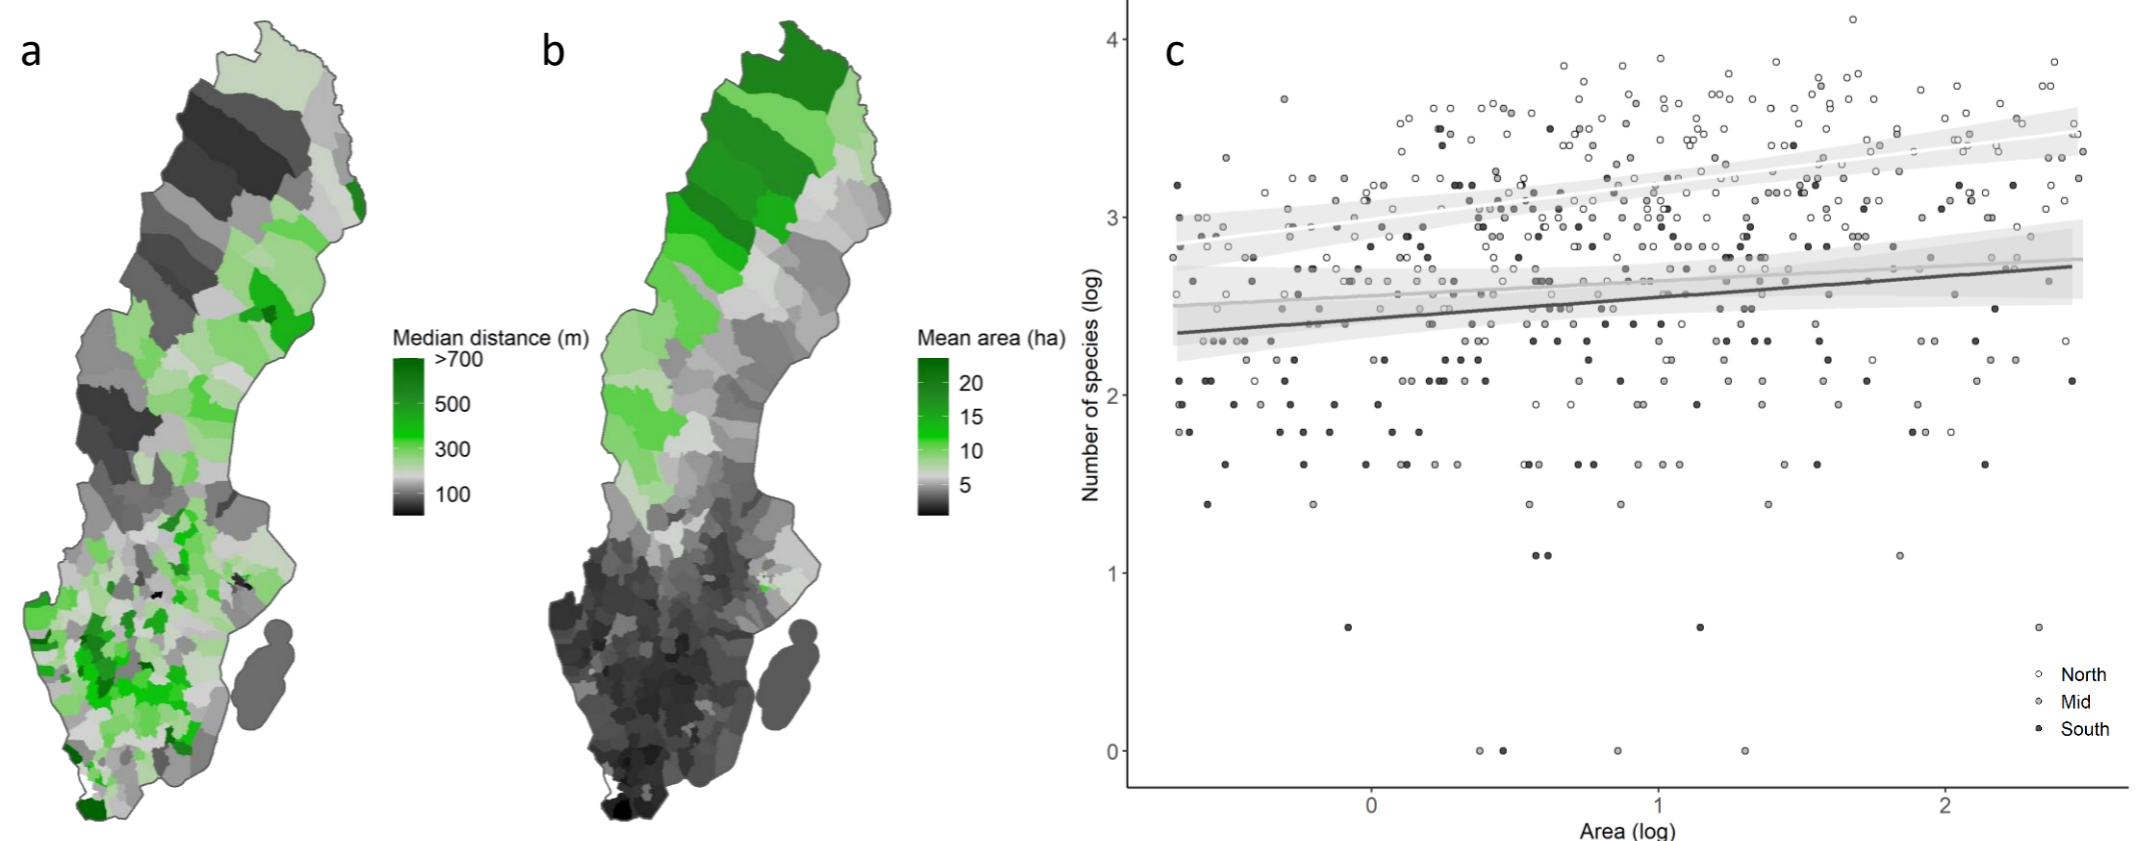 a
b
c
Median distance (m)
>700
500
300
100
Mean area (ha)
20
15
10
5
Number of species (log)
4
3
2
1
0
0 1 2
Area (log)
North
Mid
South